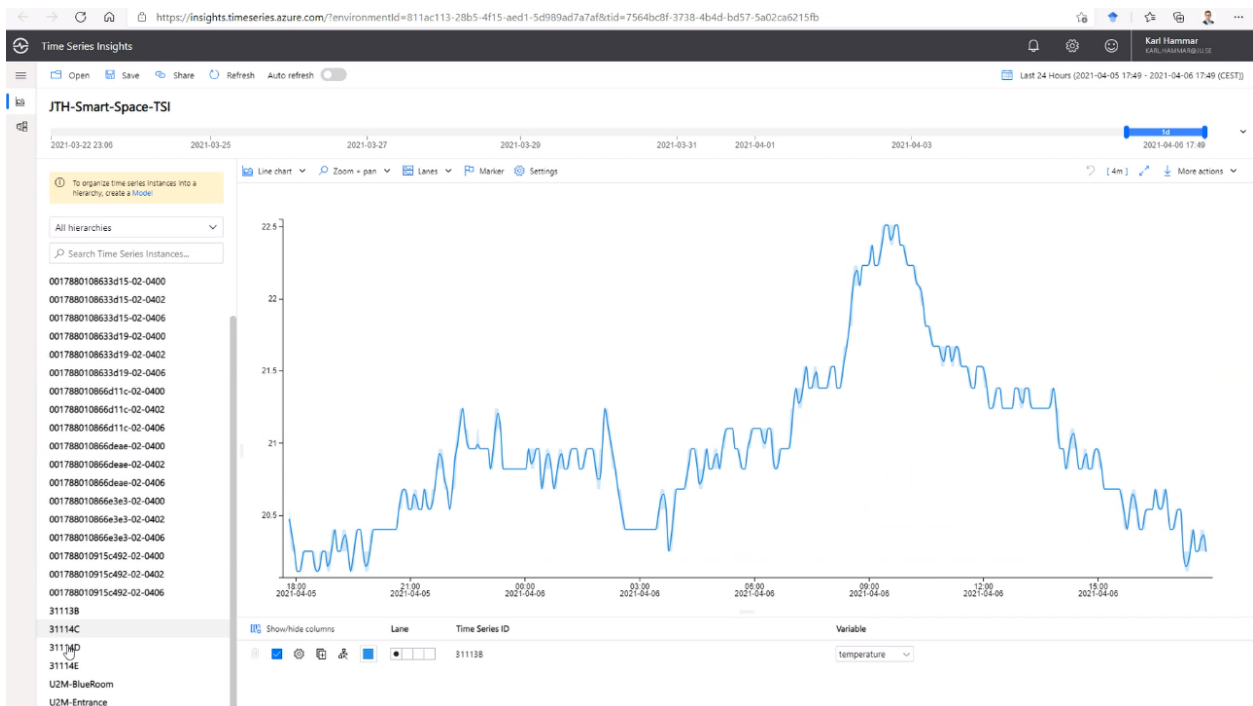 https://insights.timeseries.azure.com/?environmentId=811ac113-28b5-4f15-aed1-5d989ad7a7af&tid=7564bc8f-3738-4b4d-bd57-5a02ca6215fb
Time Series Insights
Karl Hammar
KARL.HAMMAR@JU.SE
Open Save Share Refresh Auto refresh
Last 24 Hours (2021-04-05 17:49 - 2021-04-06 17:49 (CEST))
JTH-Smart-Space-TSI
1d
2021-03-22 23:06 2021-03-25 2021-03-27 2021-03-29 2021-03-31 2021-04-01 2021-04-03 2021-04-06 17:49
To organize time series instances into a
hierarchy, create a Model
Line chart Zoom + pan Lanes Marker Settings
[ 4m ] More actions
All hierarchies
Search Time Series Instances...
0017880108633d15-02-0400
0017880108633d15-02-0402
0017880108633d15-02-0406
0017880108633d19-02-0400
0017880108633d19-02-0402
0017880108633d19-02-0406
001788010866d11c-02-0400
001788010866d11c-02-0402
001788010866d11c-02-0406
001788010866deae-02-0400
001788010866deae-02-0402
001788010866deae-02-0406
001788010866e3e3-02-0400
001788010866e3e3-02-0402
001788010866e3e3-02-0406
001788010915c492-02-0400
001788010915c492-02-0402
001788010915c492-02-0406
31113B
31114C
31114D
31114E
U2M-BlueRoom
U2M-Entrance
22.5
22
21.5
21
20.5
18:00 21:00 00:00 03:00 06:00 09:00 12:00 15:00
2021-04-05 2021-04-05 2021-04-06 2021-04-06 2021-04-06 2021-04-06 2021-04-06 2021-04-06
Show/hide columns Lane Time Series ID Variable
31113B temperature